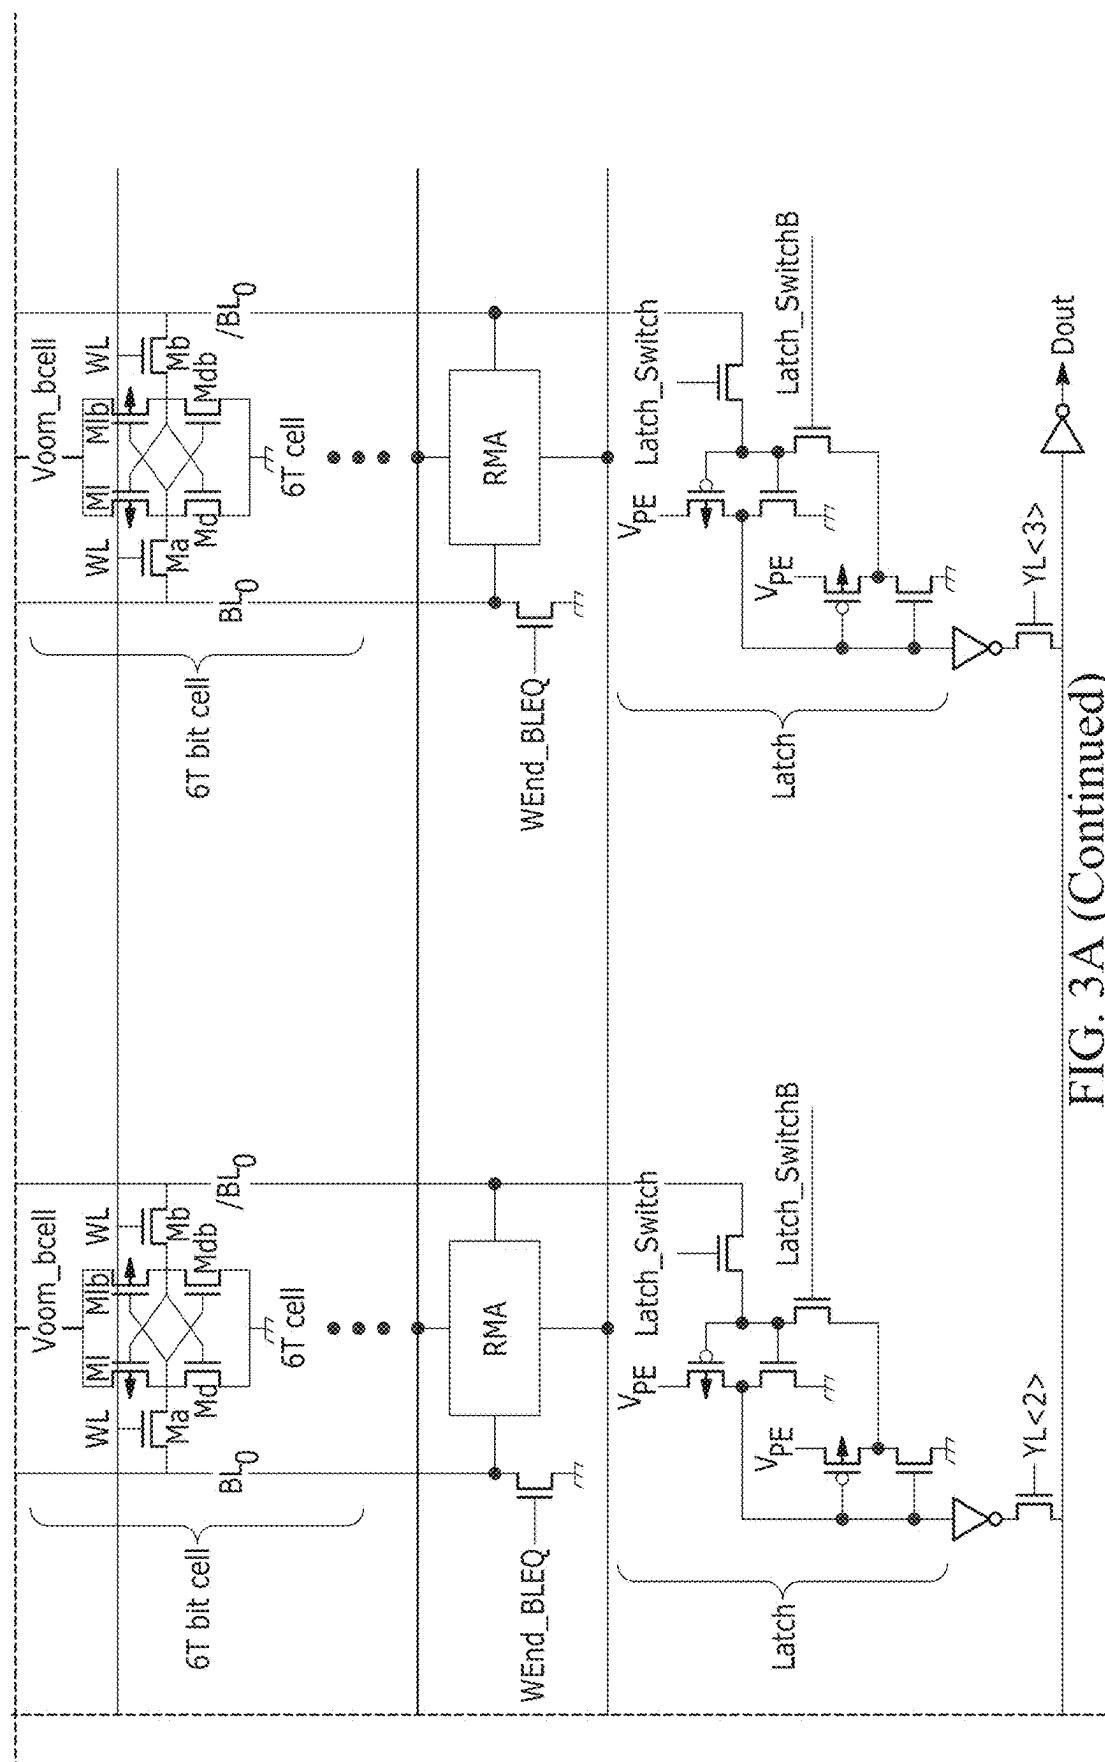 Voom_bcell
WL
Ml
Mlb
WL
Ma
Md
Mdb
Mb
BL0
/BL0
6T bit cell
6T cell
WEnd_BLEQ
RMA
Latch_Switch
VPE
VPE
Latch_SwitchB
Latch
YL<2>
Voom_bcell
WL
Ml
Mlb
WL
Ma
Md
Mdb
Mb
BL0
/BL0
6T bit cell
6T cell
WEnd_BLEQ
RMA
Latch_Switch
VPE
VPE
Latch_SwitchB
Latch
YL<3>
Dout
FIG. 3A (Continued)